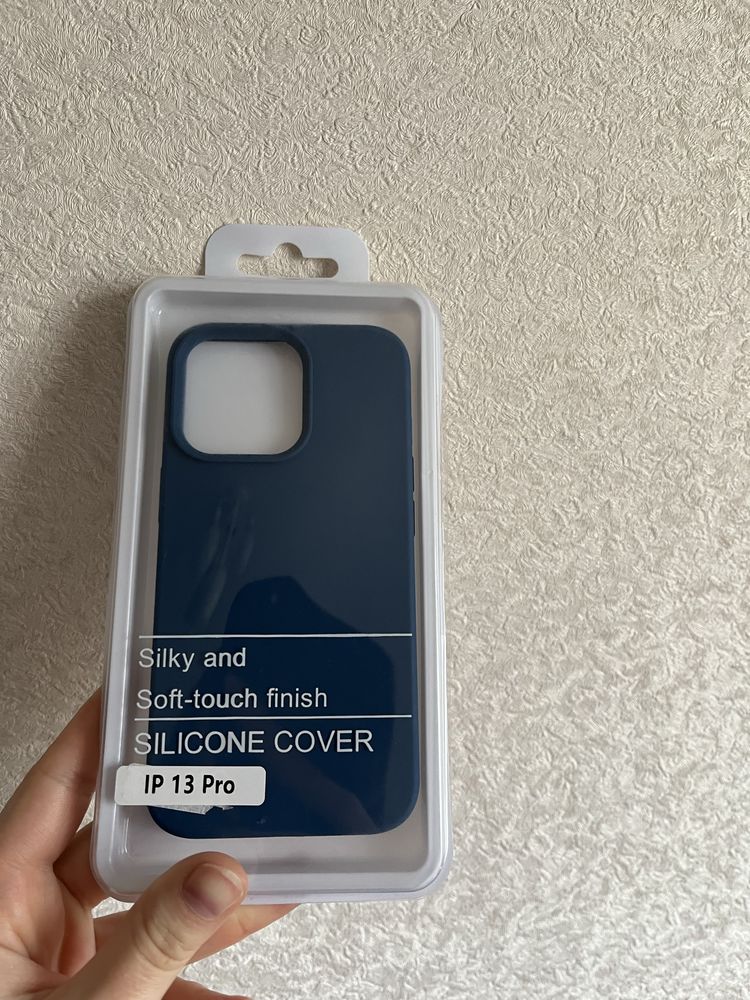 Silky and
Soft-touch finish
SILICONE COVER
IP 13 Pro